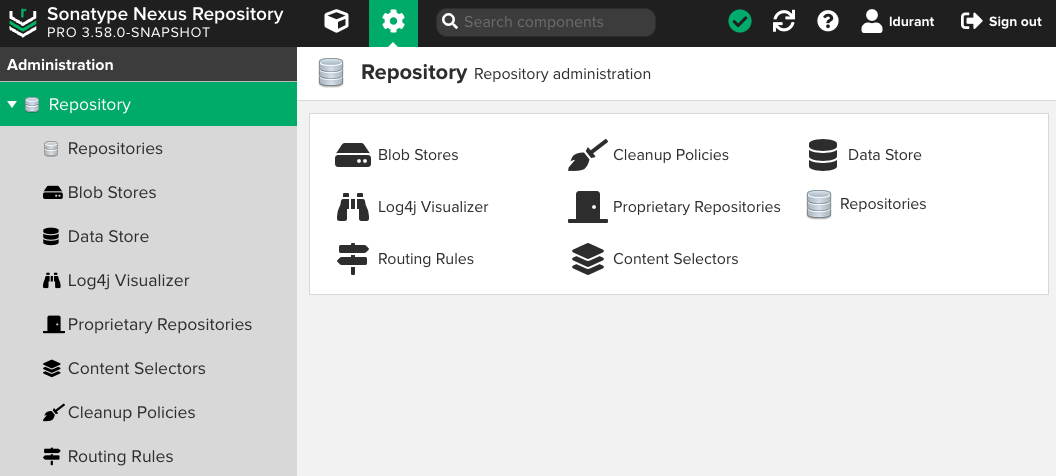 Sonatype Nexus Repository
PRO 3.58.0-SNAPSHOT
Search components
ldurant
Sign out
Administration
Repository
Repositories
Blob Stores
Data Store
Log4j Visualizer
Proprietary Repositories
Content Selectors
Cleanup Policies
Routing Rules
Repository Repository administration
Blob Stores Cleanup Policies Data Store
Log4j Visualizer Proprietary Repositories Repositories
Routing Rules Content Selectors